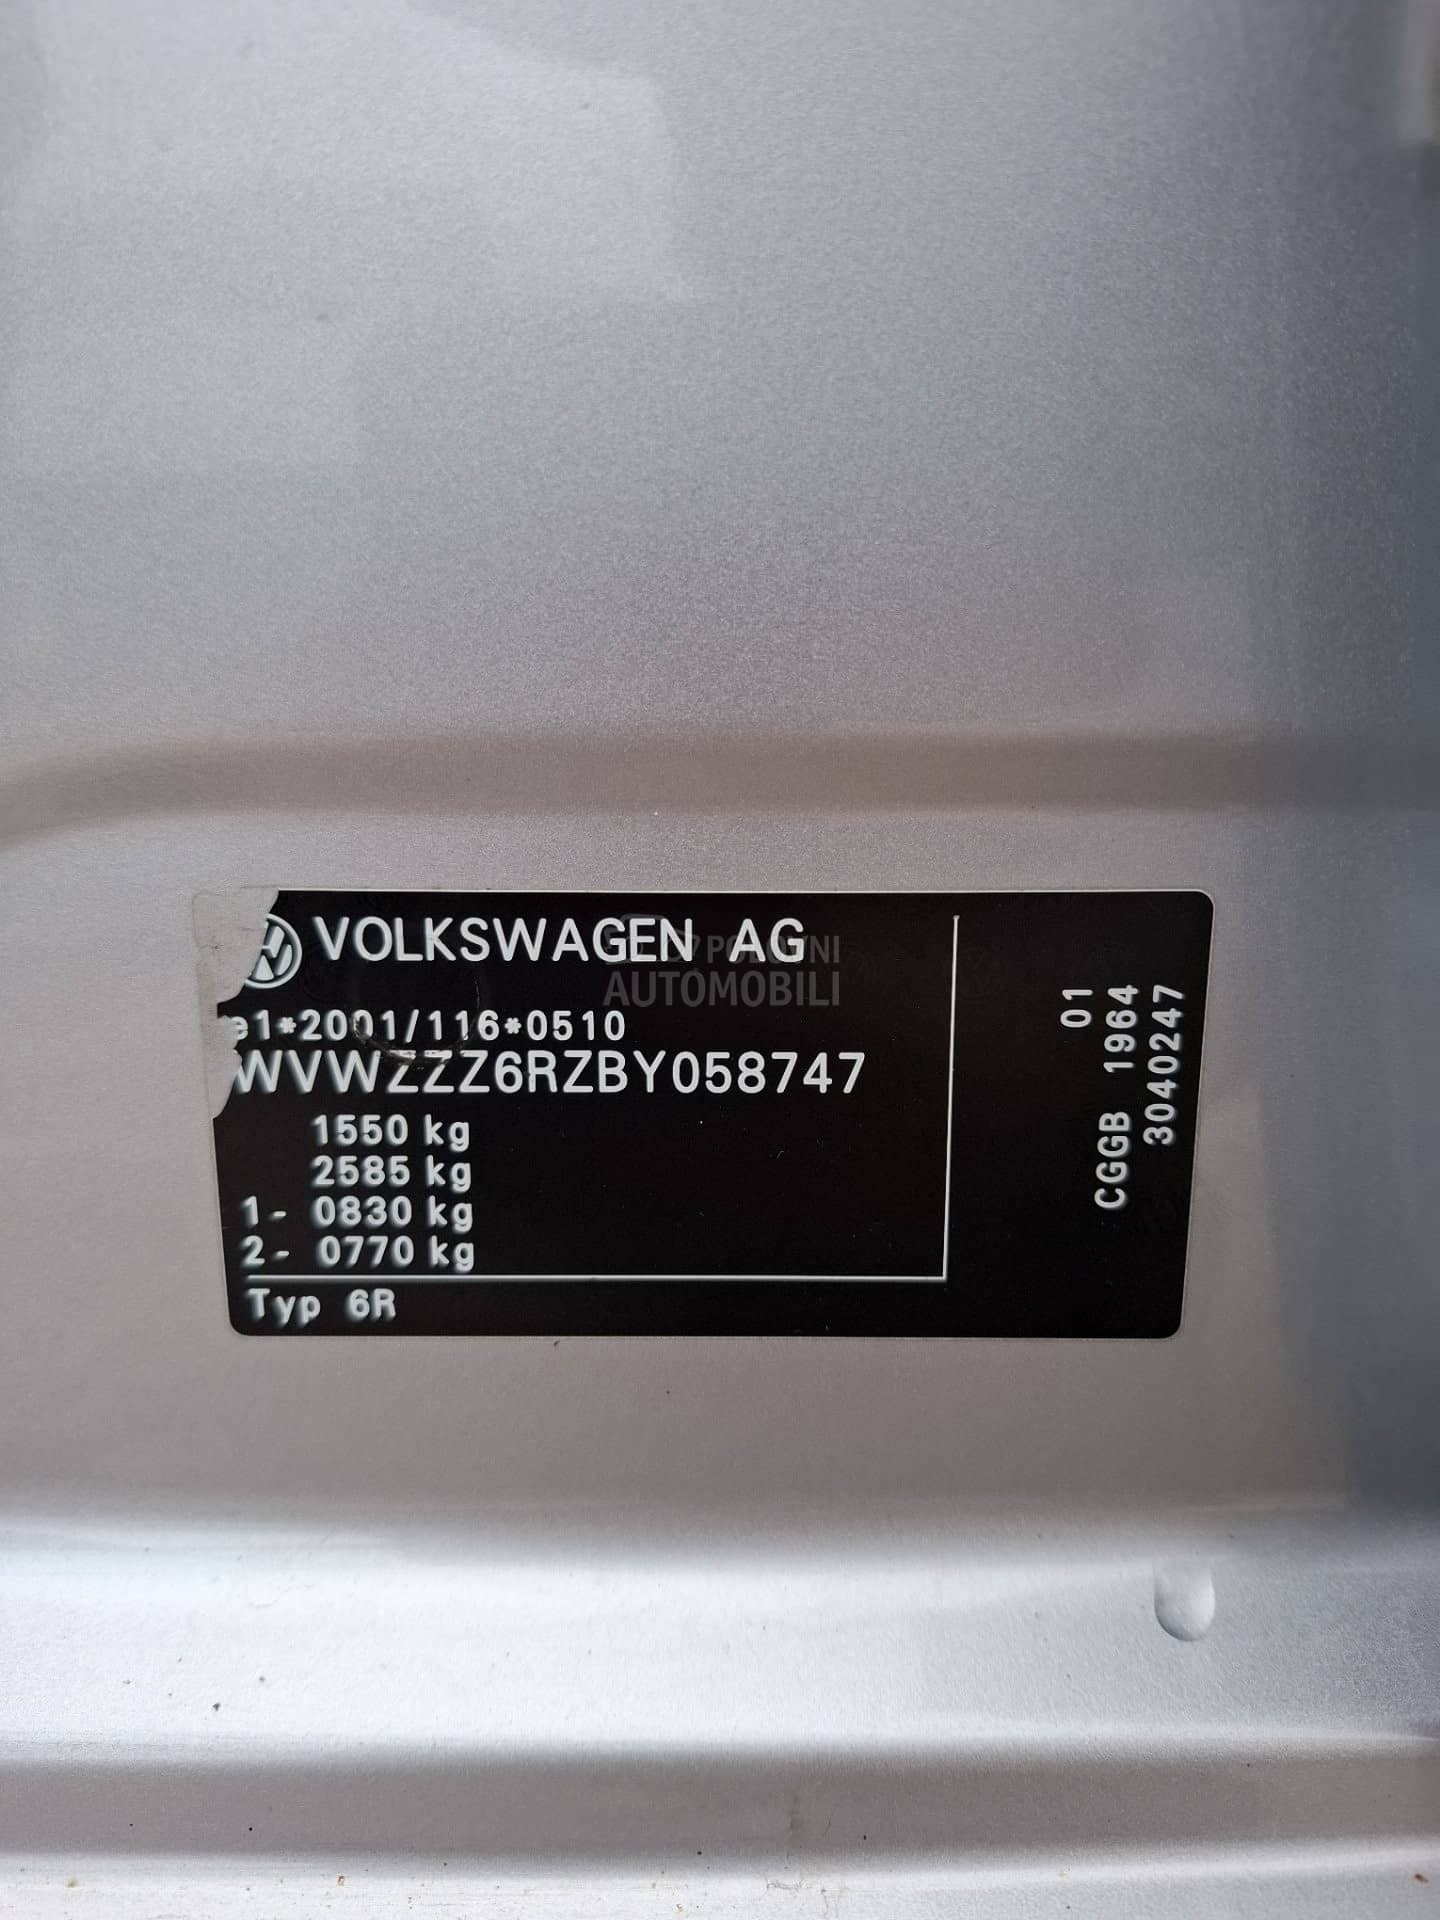 VOLKSWAGEN AG
POLOVNI
AUTOMOBILI
e1*2001/116*0510
WVWZZZ6RZBY058747
1550 kg
2585 kg
1- 0830 kg
2- 0770 kg
Typ 6R
01
CGGB 1964
3040247